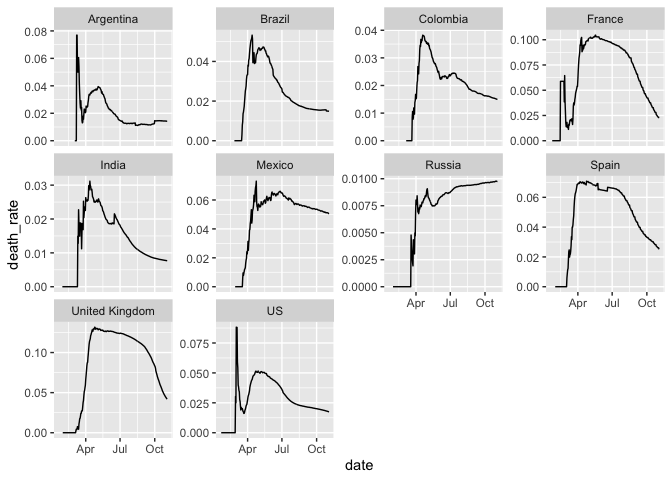 Argentina Brazil Colombia France
0.08 0.06 0.04 0.02 0.00
0.04 0.02 0.00
0.04 0.03 0.02 0.01 0.00
0.100 0.075 0.050 0.025 0.000
India Mexico Russia Spain
0.03 0.02 0.01 0.00
0.06 0.04 0.02 0.00
0.0100 0.0075 0.0050 0.0025 0.0000
0.06 0.04 0.02 0.00
Apr Jul Oct Apr Jul Oct
United Kingdom US
0.10 0.05 0.00
0.075 0.050 0.025 0.000
Apr Jul Oct Apr Jul Oct
death_rate
date